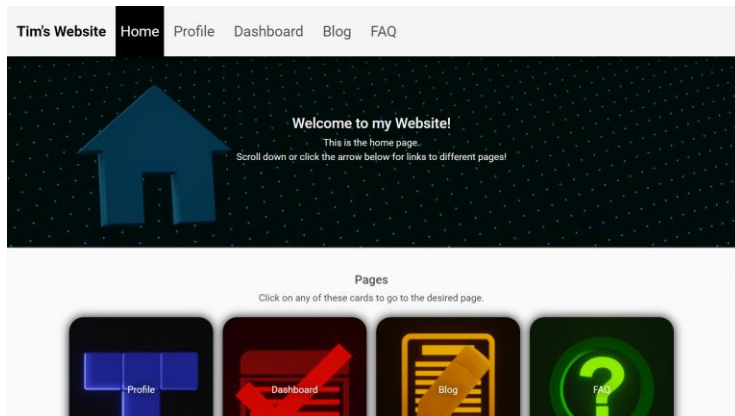 Tim's Website Home Profile Dashboard Blog FAQ
Welcome to my Website!
This is the home page.
Scroll down or click the arrow below for links to different pages!
Pages
Click on any of these cards to go to the desired page.
Profile Dashboard Blog FAQ